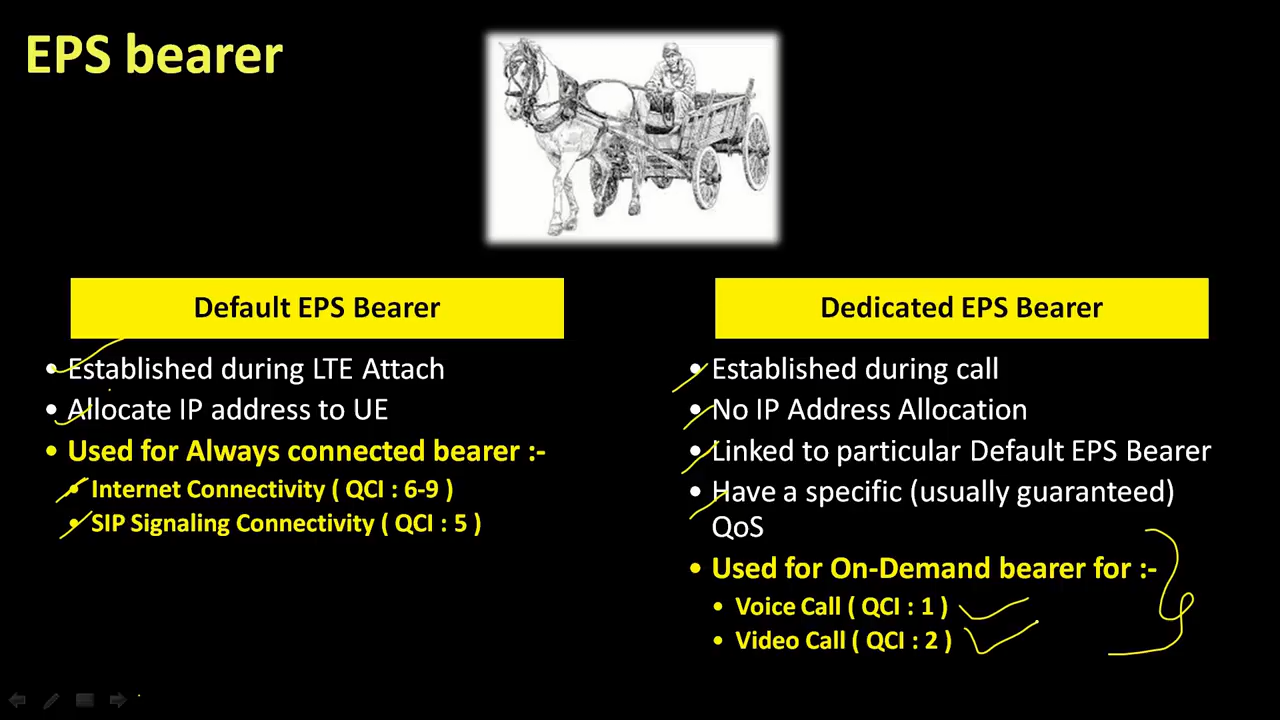 EPS bearer
Default EPS Bearer
• Established during LTE Attach
• Allocate IP address to UE
• Used for Always connected bearer :-
• Internet Connectivity ( QCI : 6-9 )
• SIP Signaling Connectivity ( QCI : 5 )
Dedicated EPS Bearer
• Established during call
• No IP Address Allocation
• Linked to particular Default EPS Bearer
• Have a specific (usually guaranteed)
QoS
• Used for On-Demand bearer for :-
• Voice Call ( QCI : 1 )
• Video Call ( QCI : 2 )